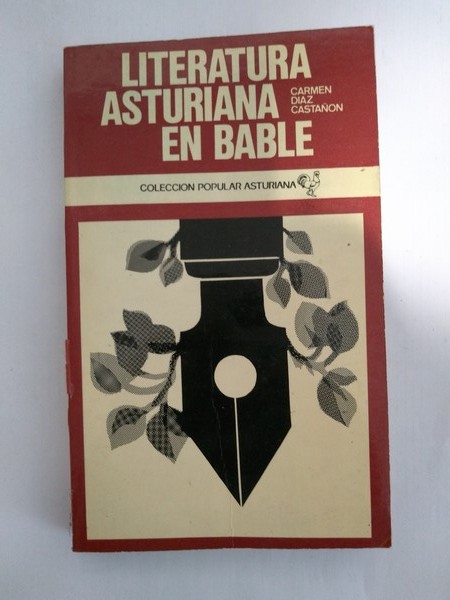 LITERATURA
ASTURIANA
EN BABLE
CARMEN
DIAZ
CASTAÑON
COLECCION POPULAR ASTURIANA